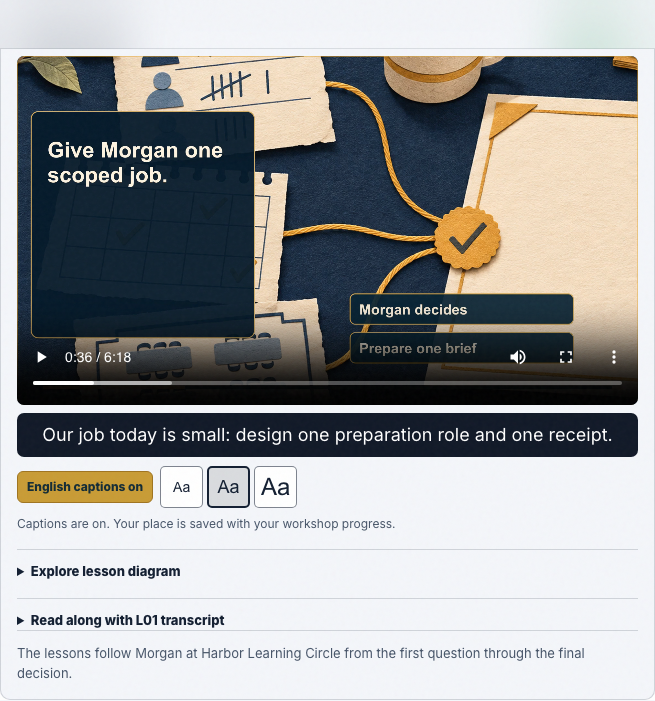 Give Morgan one
scoped job.
Morgan decides
Prepare one brief
0:36 / 6:18
Our job today is small: design one preparation role and one receipt.
English captions on
Aa
Aa
Aa
Captions are on. Your place is saved with your workshop progress.
Explore lesson diagram
Read along with L01 transcript
The lessons follow Morgan at Harbor Learning Circle from the first question through the final
decision.